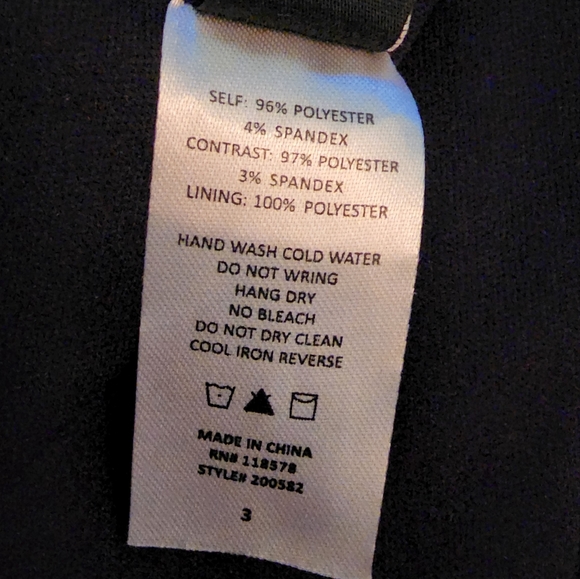 SELF: 96% POLYESTER
4% SPANDEX
CONTRAST: 97% POLYESTER
3% SPANDEX
LINING: 100% POLYESTER
HAND WASH COLD WATER
DO NOT WRING
HANG DRY
NO BLEACH
DO NOT DRY CLEAN
COOL IRON REVERSE
MADE IN CHINA
RN# 118578
STYLE# 200582
3